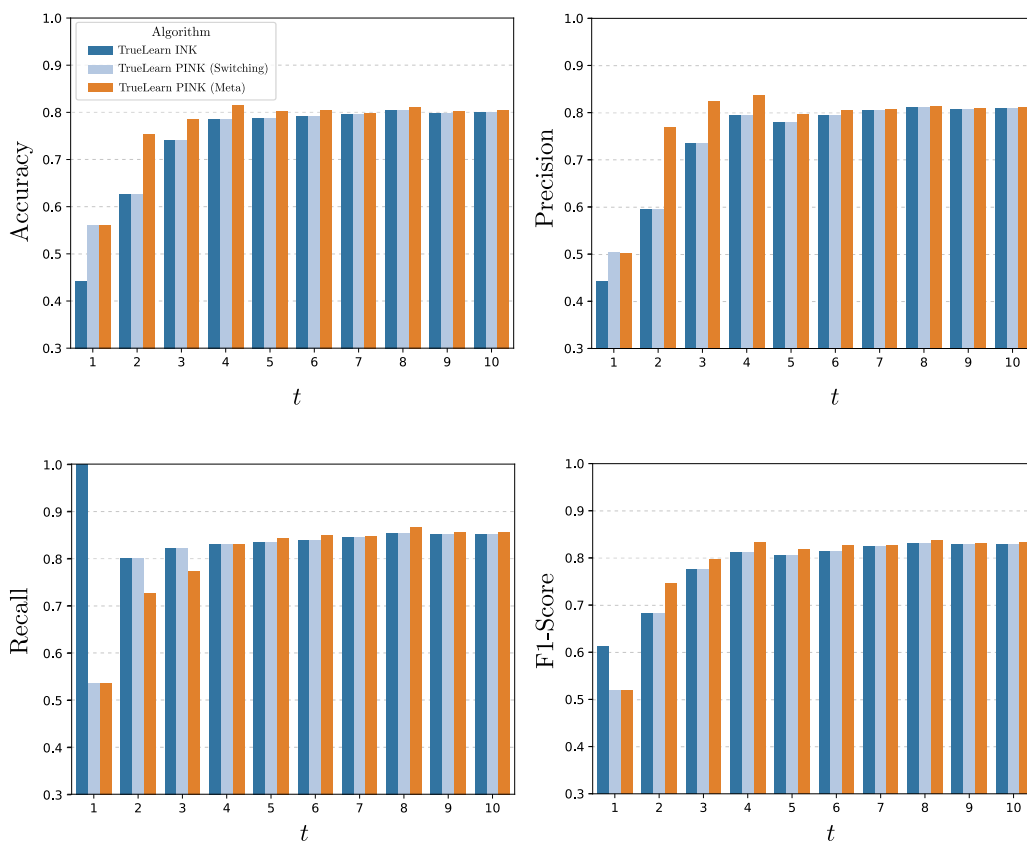 Algorithm
TrueLearn INK
TrueLearn PINK (Switching)
TrueLearn PINK (Meta)
Accuracy
1.0
0.9
0.8
0.7
0.6
0.5
0.4
0.3
1 2 3 4 5 6 7 8 9 10
t
Precision
1.0
0.9
0.8
0.7
0.6
0.5
0.4
0.3
1 2 3 4 5 6 7 8 9 10
t
Recall
1.0
0.9
0.8
0.7
0.6
0.5
0.4
0.3
1 2 3 4 5 6 7 8 9 10
t
F1-Score
1.0
0.9
0.8
0.7
0.6
0.5
0.4
0.3
1 2 3 4 5 6 7 8 9 10
t